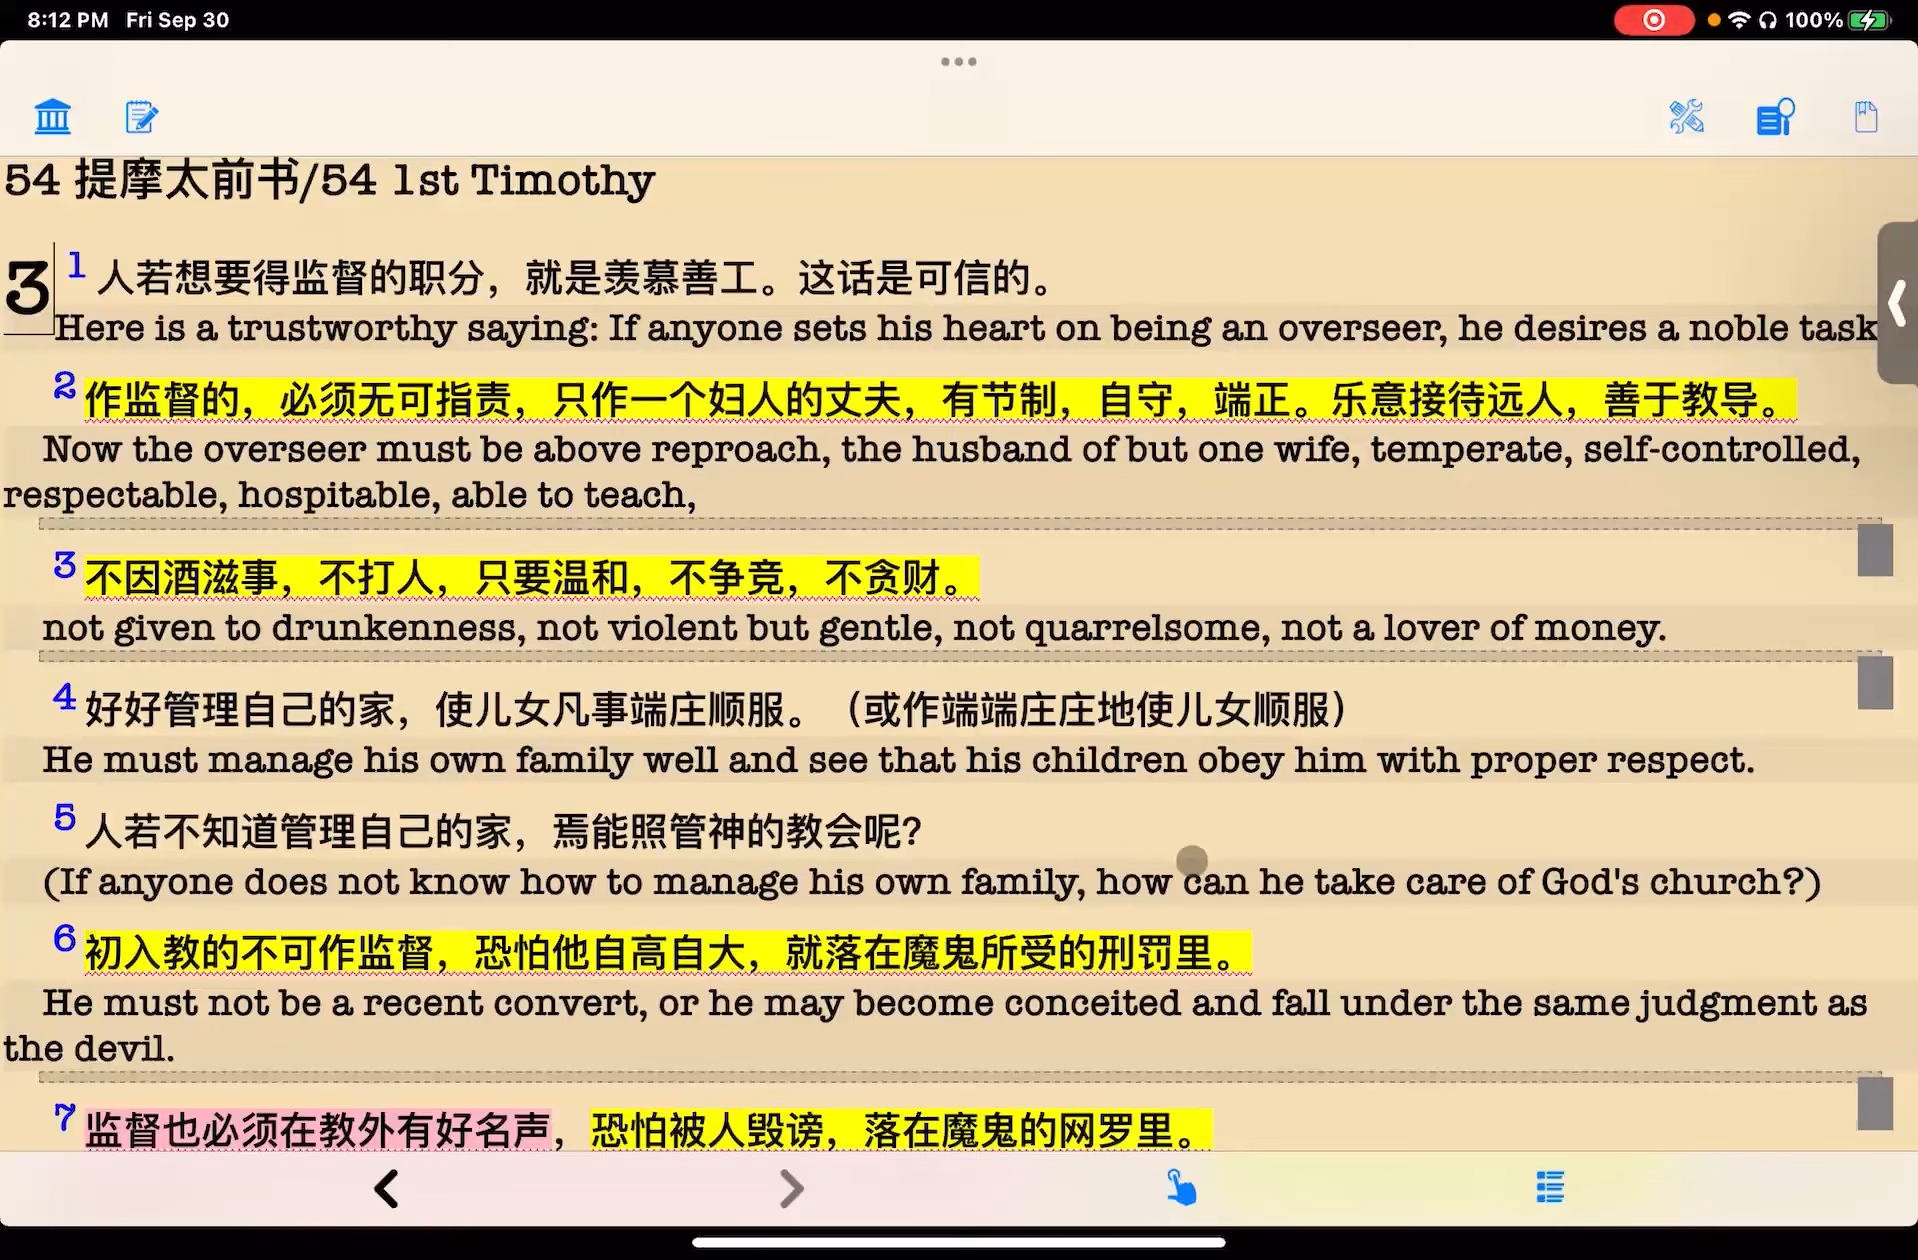 8:12 PM Fri Sep 30
100%
54 提摩太前书/54 1st Timothy
3
1 人若想要得监督的职分，就是羡慕善工。这话是可信的。
Here is a trustworthy saying: If anyone sets his heart on being an overseer, he desires a noble task
2 作监督的，必须无可指责，只作一个妇人的丈夫，有节制，自守，端正。乐意接待远人，善于教导。
Now the overseer must be above reproach, the husband of but one wife, temperate, self-controlled,
respectable, hospitable, able to teach,
3 不因酒滋事，不打人，只要温和，不争竞，不贪财。
not given to drunkenness, not violent but gentle, not quarrelsome, not a lover of money.
4 好好管理自己的家，使儿女凡事端庄顺服。（或作端端庄庄地使儿女顺服）
He must manage his own family well and see that his children obey him with proper respect.
5 人若不知道管理自己的家，焉能照管神的教会呢？
(If anyone does not know how to manage his own family, how can he take care of God's church?)
6 初入教的不可作监督，恐怕他自高自大，就落在魔鬼所受的刑罚里。
He must not be a recent convert, or he may become conceited and fall under the same judgment as
the devil.
7 监督也必须在教外有好名声，恐怕被人毁谤，落在魔鬼的网罗里。